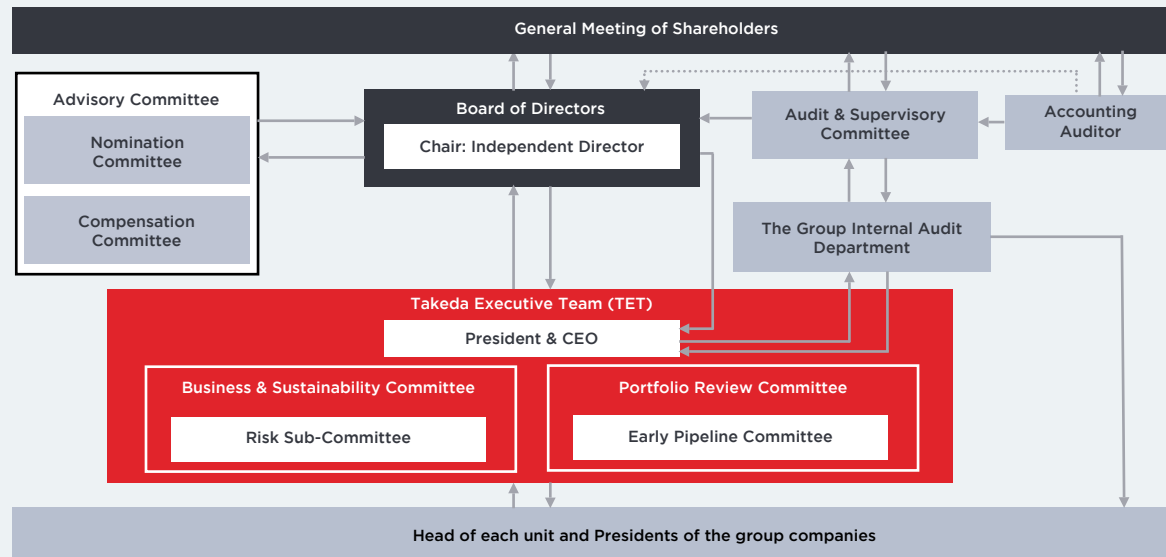 General Meeting of Shareholders
Advisory Committee
Nomination
Committee
Compensation
Committee
Board of Directors
Chair: Independent Director
Audit & Supervisory
Committee
Accounting
Auditor
The Group Internal Audit
Department
Takeda Executive Team (TET)
President & CEO
Business & Sustainability Committee
Risk Sub-Committee
Portfolio Review Committee
Early Pipeline Committee
Head of each unit and Presidents of the group companies